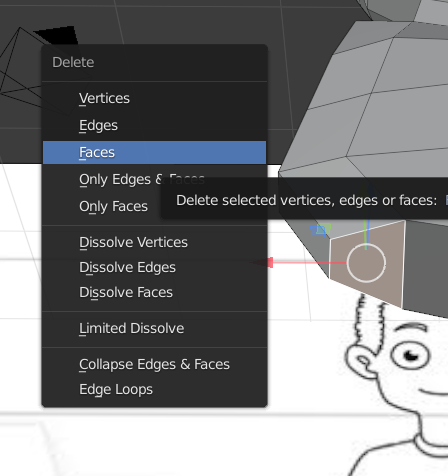 Delete
Vertices
Edges
Faces
Only Edges & Faces
Delete selected vertices, edges or faces:
Only Faces
Dissolve Vertices
Dissolve Edges
Dissolve Faces
Limited Dissolve
Collapse Edges & Faces
Edge Loops